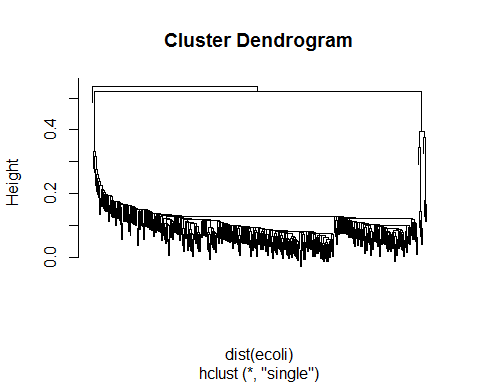 Cluster Dendrogram
Height
0.4
0.2
0.0
dist(ecoli)
hclust (*, "single")